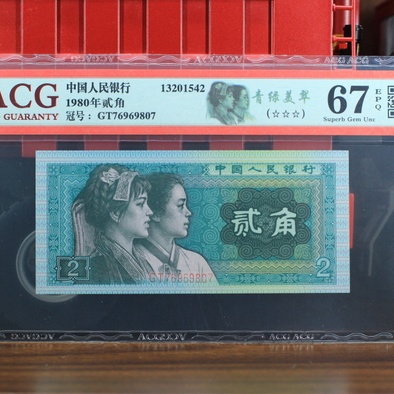 ACG
GUARANTY
中国人民银行
1980年贰角
冠号：GT76969807
13201542
青绿美翠
(☆☆☆)
67
EPQ
Superb Gem Unc
中国人民银行
贰角
2
GT76969807
2
ACGACG
ACGACG